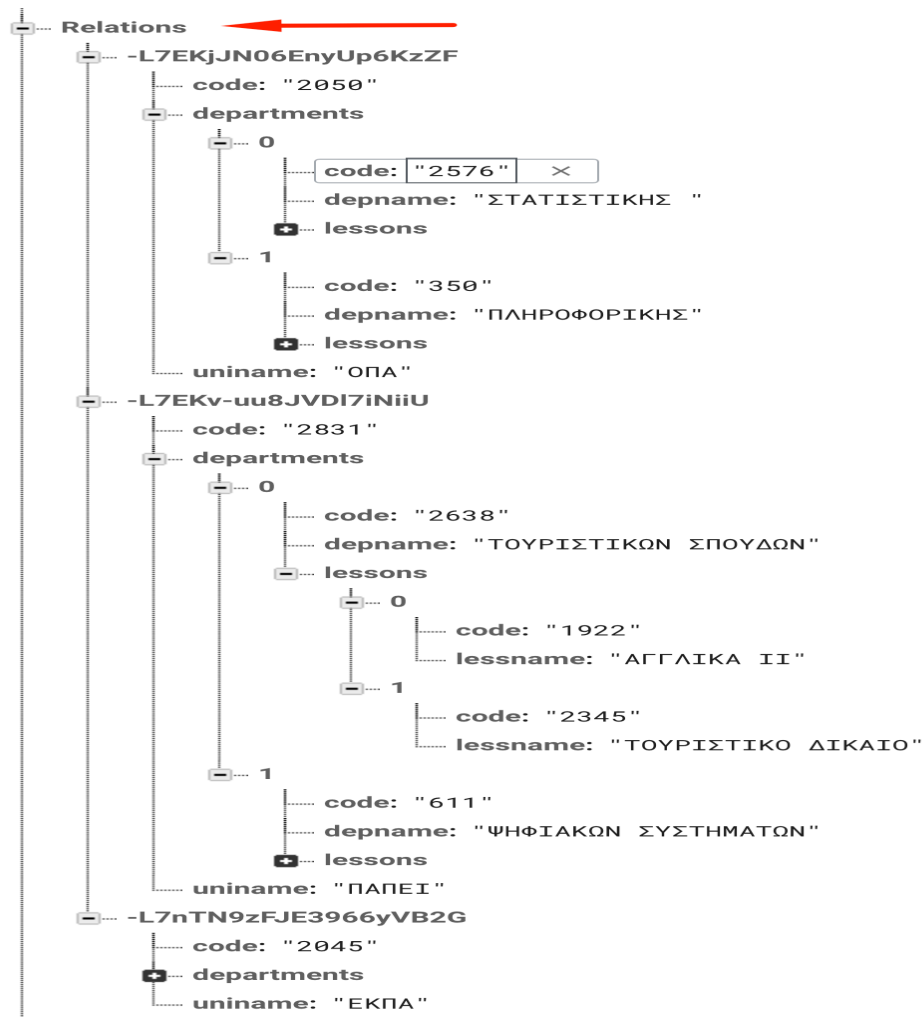 Relations
-L7EKjJN06EnyUp6KzZF
code: "2050"
departments
0
code: "2576" ×
depname: "ΣΤΑΤΙΣΤΙΚΗΣ "
lessons
1
code: "350"
depname: "ΠΛΗΡΟΦΟΡΙΚΗΣ"
lessons
uniname: "ΟΠΑ"
-L7EKv-uu8JVDl7iNiiU
code: "2831"
departments
0
code: "2638"
depname: "ΤΟΥΡΙΣΤΙΚΩΝ ΣΠΟΥΔΩΝ"
lessons
0
code: "1922"
lessname: "ΑΓΓΛΙΚΑ ΙΙ"
1
code: "2345"
lessname: "ΤΟΥΡΙΣΤΙΚΟ ΔΙΚΑΙΟ"
1
code: "611"
depname: "ΨΗΦΙΑΚΩΝ ΣΥΣΤΗΜΑΤΩΝ"
lessons
uniname: "ΠΑΠΕΙ"
-L7nTN9zFJE3966yVB2G
code: "2045"
departments
uniname: "ΕΚΠΑ"